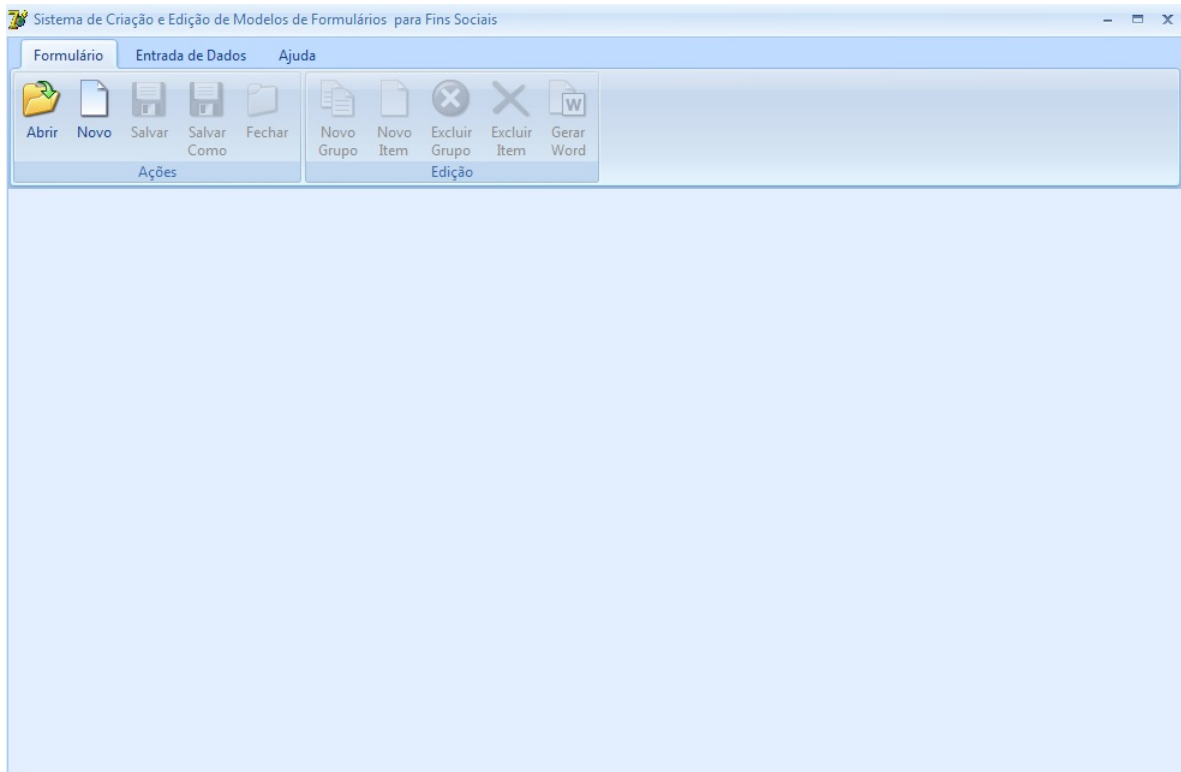 Sistema de Criação e Edição de Modelos de Formulários  para Fins Sociais
Formulário Entrada de Dados Ajuda
Abrir Novo Salvar Salvar Como Fechar Novo Grupo Novo Item Excluir Grupo Excluir Item Gerar Word
Ações Edição